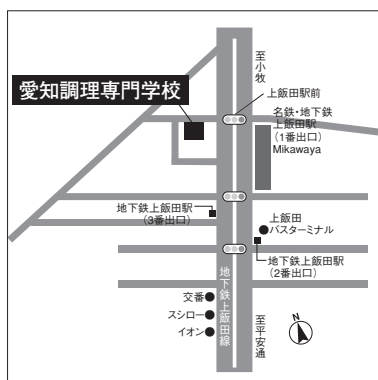 至小牧
上飯田駅前
愛知調理専門学校
名鉄・地下鉄
上飯田駅
(1番出口)
Mikawaya
地下鉄上飯田駅
(3番出口)
上飯田
バスターミナル
地下鉄上飯田駅
(2番出口)
地下鉄上飯田線
交番
スシロー
イオン
至平安通
N